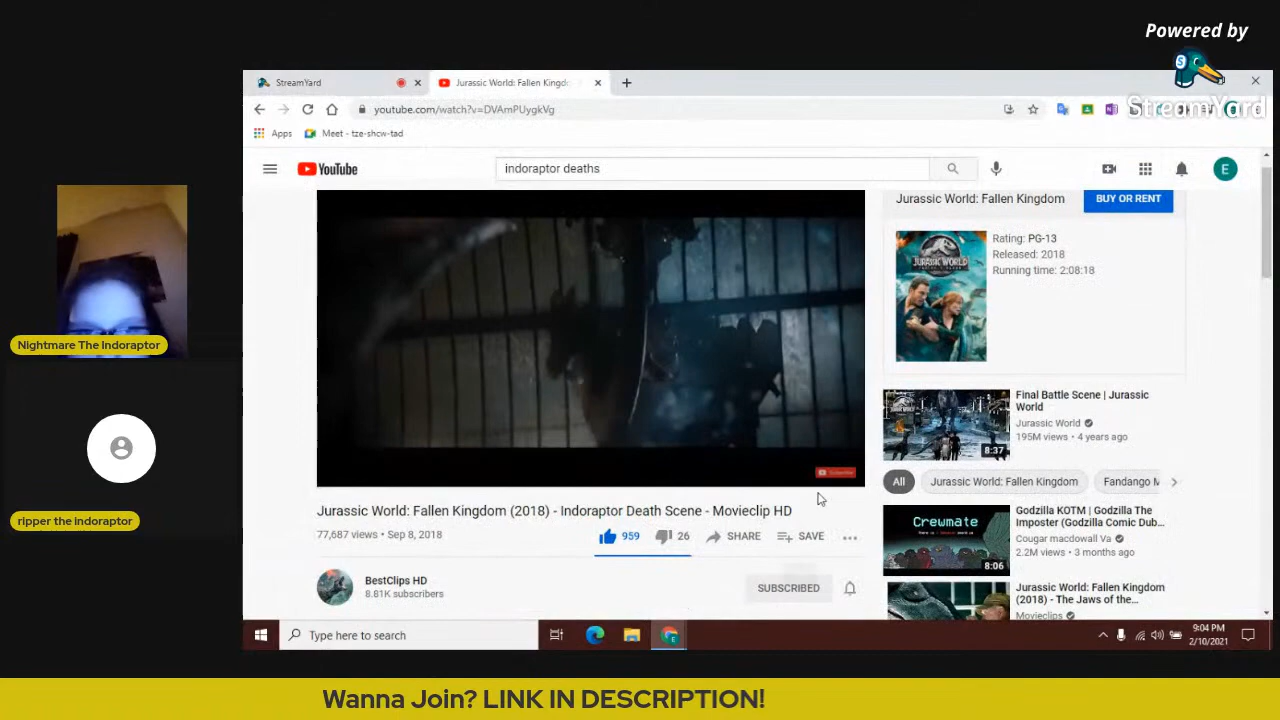 Powered by
StreamYard
StreamYard
Jurassic World: Fallen Kingd
youtube.com/watch?v=DVAmPUygkVg
Apps
Meet - tze-shcw-tad
YouTube
indoraptor deaths
E
Jurassic World: Fallen Kingdom
BUY OR RENT
Rating: PG-13
Released: 2018
Running time: 2:08:18
JURASSIC WORLD
Nightmare The Indoraptor
ripper the indoraptor
Subscribe
Jurassic World: Fallen Kingdom (2018) - Indoraptor Death Scene - Movieclip HD
77,687 views • Sep 8, 2018
959
26
SHARE
SAVE
BestClips HD
8.81K subscribers
SUBSCRIBED
Final Battle Scene | Jurassic
World
Jurassic World
195M views • 4 years ago
8:37
All
Jurassic World: Fallen Kingdom
Fandango M
Crewmate
Godzilla KOTM | Godzilla The
Imposter (Godzilla Comic Dub...
Cougar macdowall Va
2.2M views • 3 months ago
8:06
Jurassic World: Fallen Kingdom
(2018) - The Jaws of the...
Movieclips
Type here to search
9:04 PM
2/10/2021
Wanna Join? LINK IN DESCRIPTION!